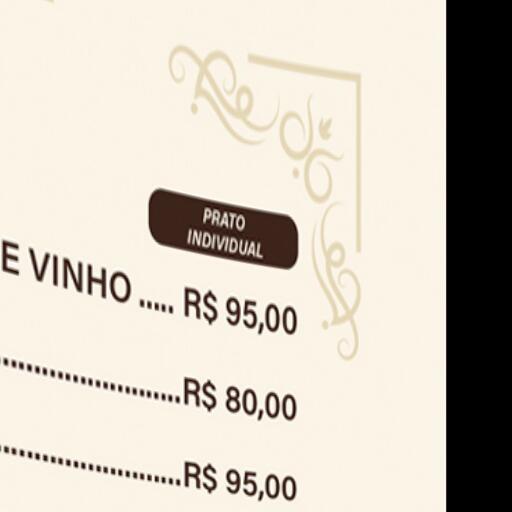 PRATO
INDIVIDUAL
E VINHO ..... R$ 95,00
..............................R$ 80,00
..............................R$ 95,00